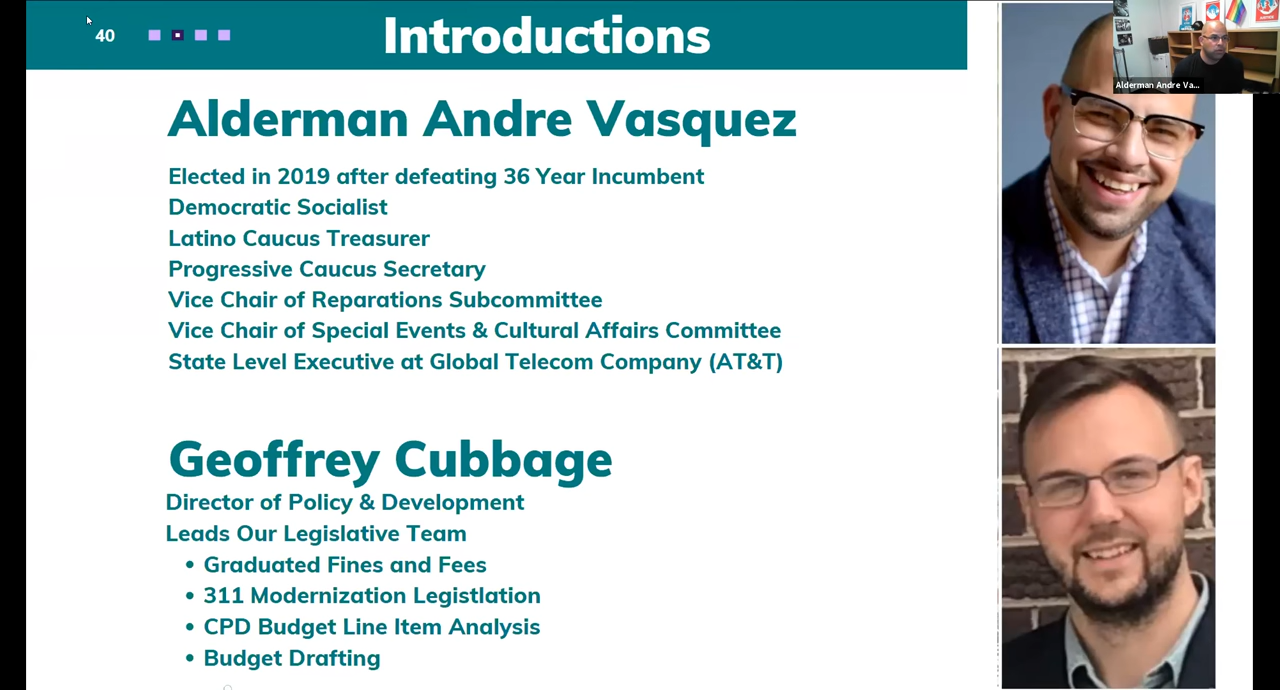 40
Introductions
Alderman Andre Vasquez
Elected in 2019 after defeating 36 Year Incumbent
Democratic Socialist
Latino Caucus Treasurer
Progressive Caucus Secretary
Vice Chair of Reparations Subcommittee
Vice Chair of Special Events & Cultural Affairs Committee
State Level Executive at Global Telecom Company (AT&T)
Geoffrey Cubbage
Director of Policy & Development
Leads Our Legislative Team
• Graduated Fines and Fees
• 311 Modernization Legistlation
• CPD Budget Line Item Analysis
• Budget Drafting
Alderman Andre Va...